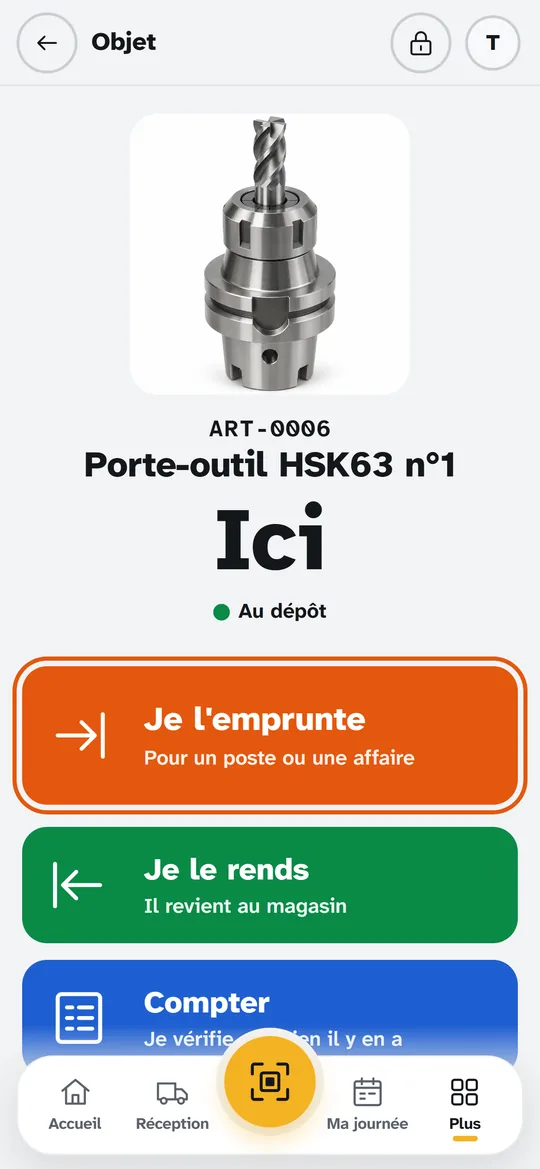 Objet
T
ART-0006
Porte-outil HSK63 n°1
Ici
Au dépôt
Je l'emprunte
Pour un poste ou une affaire
Je le rends
Il revient au magasin
Compter
Je vérifie en il y en a
Accueil
Réception
Ma journée
Plus